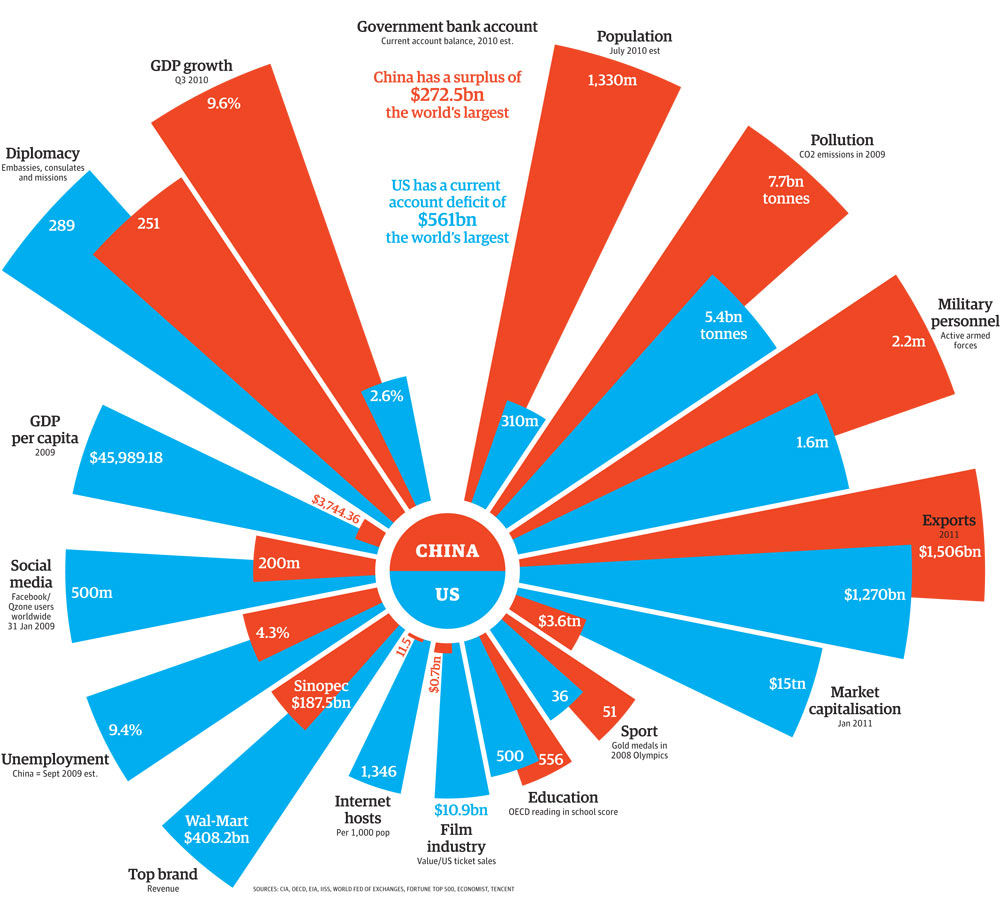 Government bank account
Current account balance, 2010 est.
China has a surplus of
$272.5bn
the world's largest
US has a current
account deficit of
$561bn
the world's largest
Population
July 2010 est
1,330m
310m
Pollution
CO2 emissions in 2009
7.7bn
tonnes
5.4bn
tonnes
Military
personnel
Active armed
forces
2.2m
1.6m
Exports
2011
$1,506bn
$1,270bn
$3.6tn
$15tn
Market
capitalisation
Jan 2011
36
51
Sport
Gold medals in
2008 Olympics
500
556
Education
OECD reading in school score
$0.7bn
$10.9bn
Film
industry
Value/US ticket sales
11.5
1,346
Internet
hosts
Per 1,000 pop
Sinopec
$187.5bn
Wal-Mart
$408.2bn
Top brand
Revenue
4.3%
9.4%
Unemployment
China = Sept 2009 est.
Social
media
Facebook/
Qzone users
worldwide
31 Jan 2009
200m
500m
GDP
per capita
2009
$45,989.18
$3,744.36
Diplomacy
Embassies, consulates
and missions
289
251
GDP growth
Q3 2010
9.6%
2.6%
CHINA
US
SOURCES: CIA, OECD, EIA, IISS, WORLD FED OF EXCHANGES, FORTUNE TOP 500, ECONOMIST, TENCENT